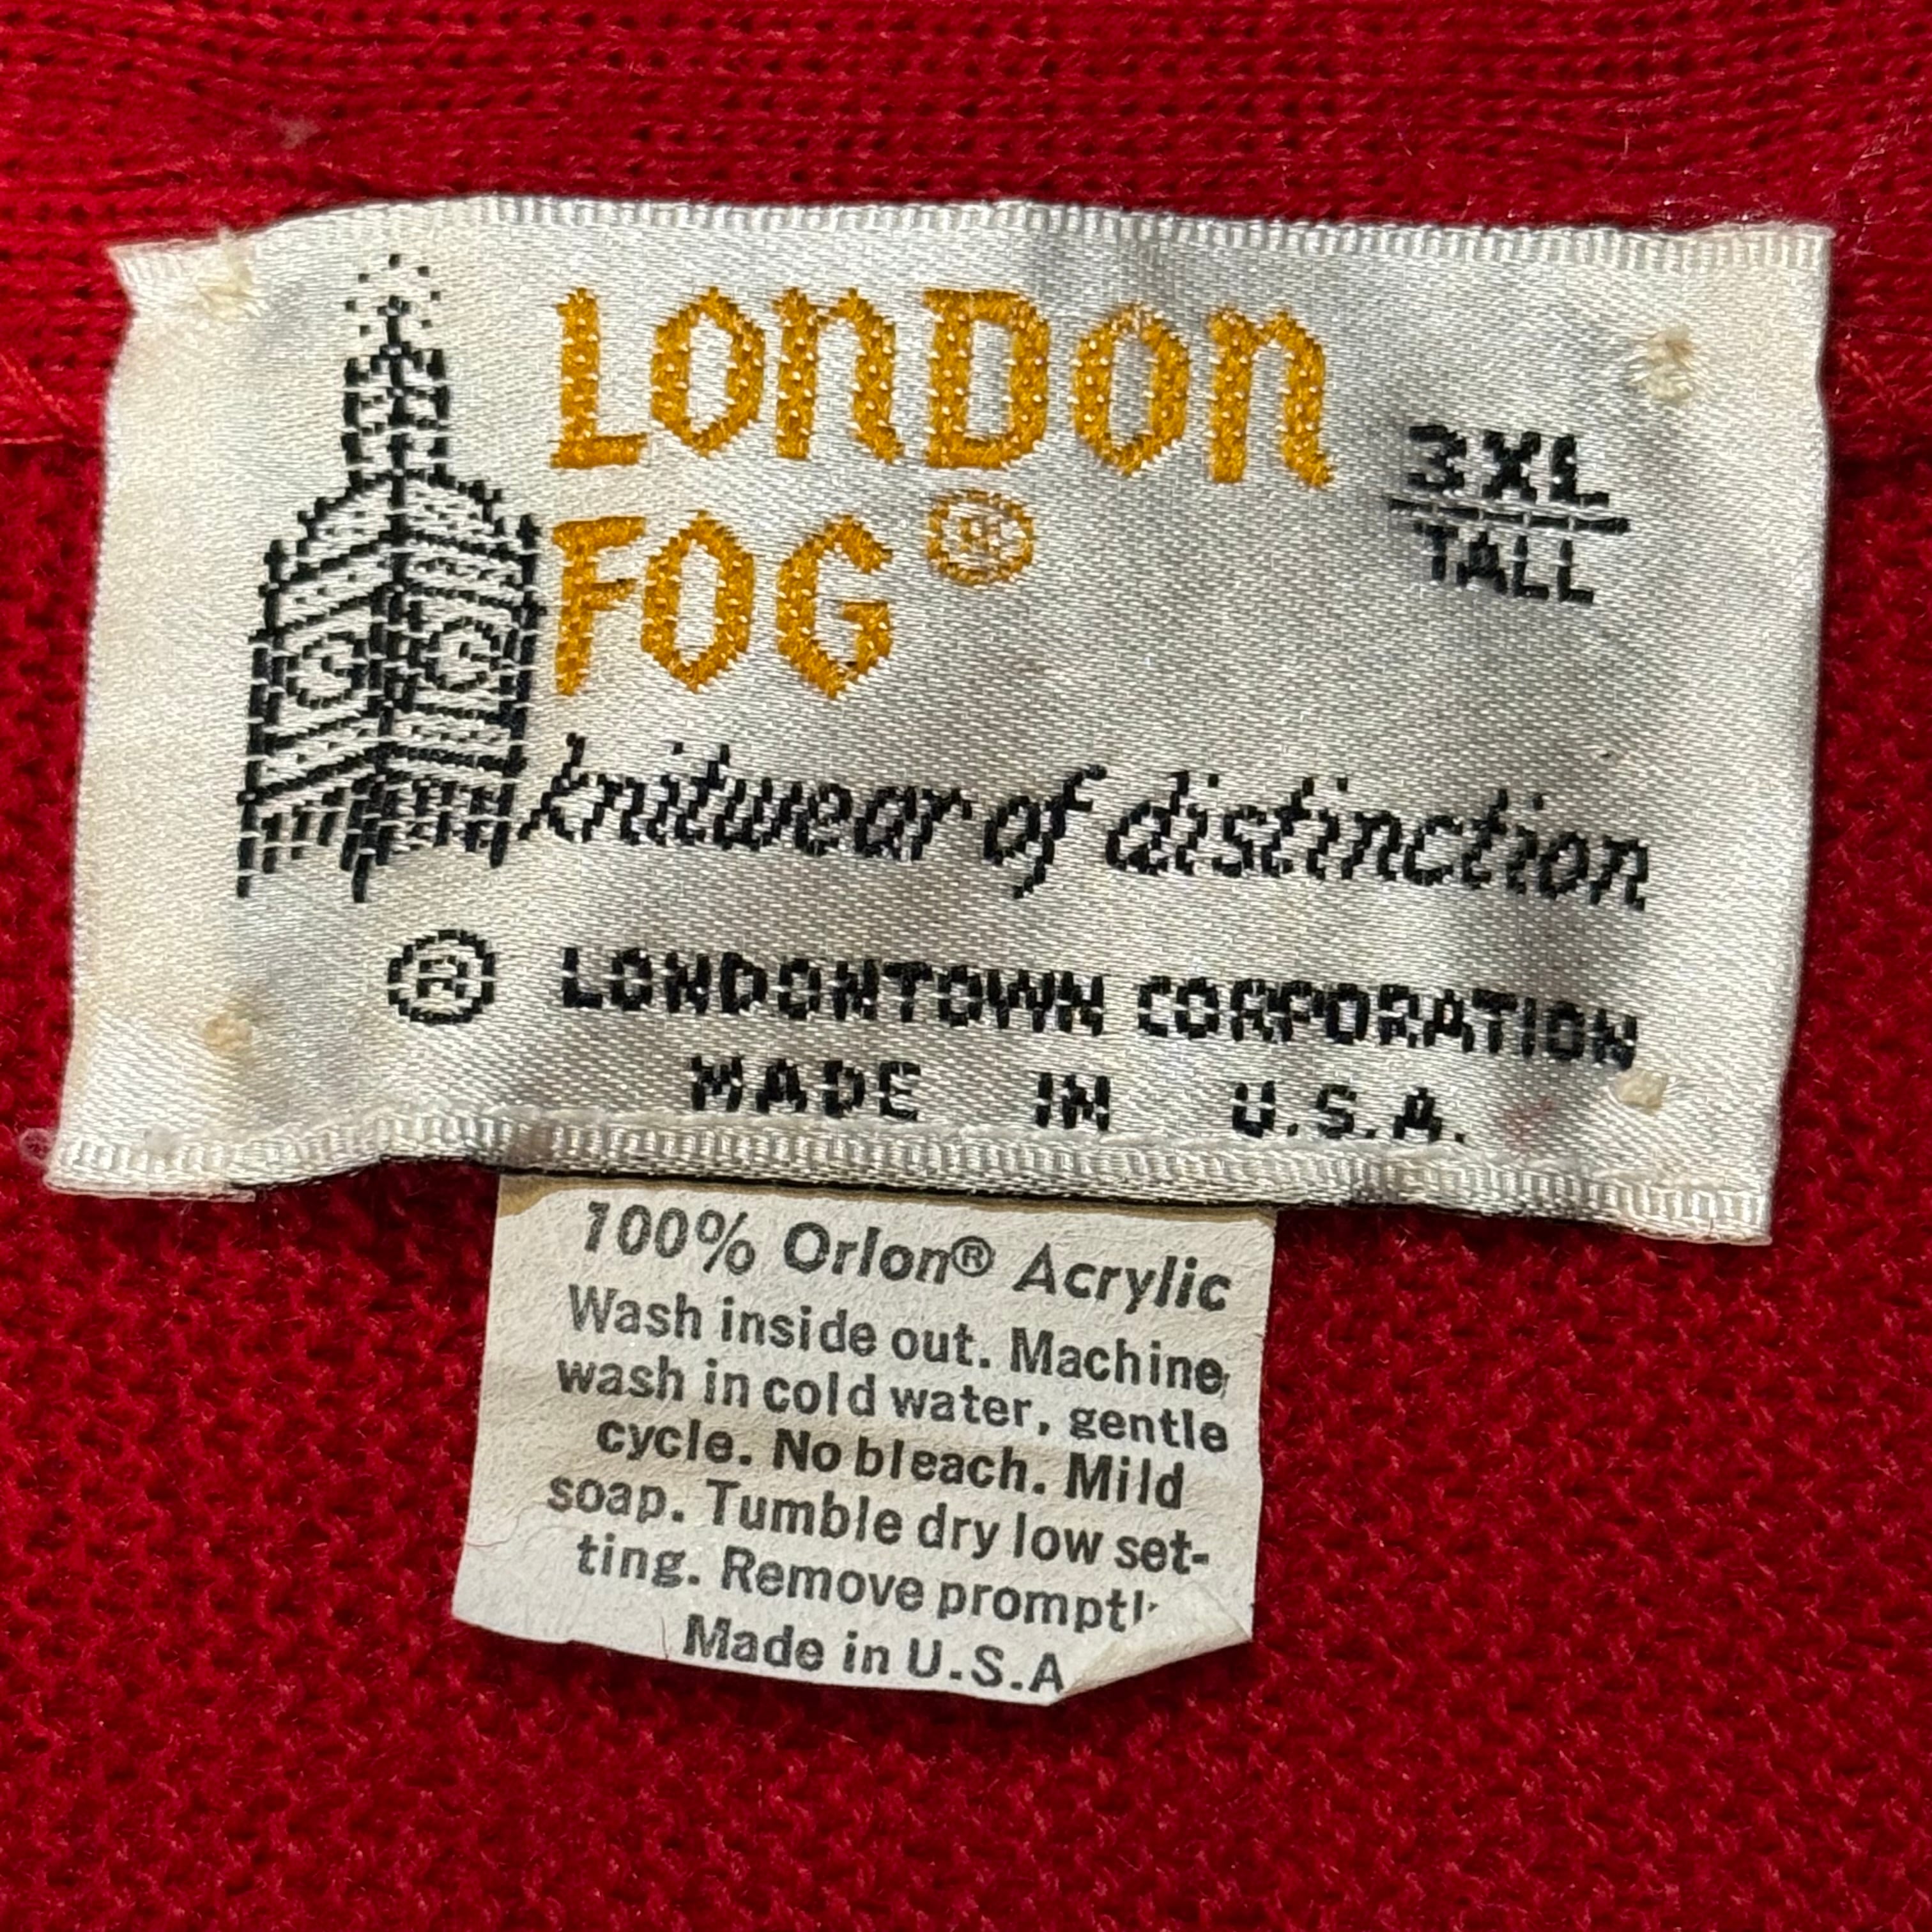 LONDON
FOG®
3XL
TALL
knitwear of distinction
® LONDONTOWN CORPORATION
MADE IN U.S.A.
100% Orlon® Acrylic
Wash inside out. Machine
wash in cold water, gentle
cycle. No bleach. Mild
soap. Tumble dry low set-
ting. Remove promptl
Made in U.S.A